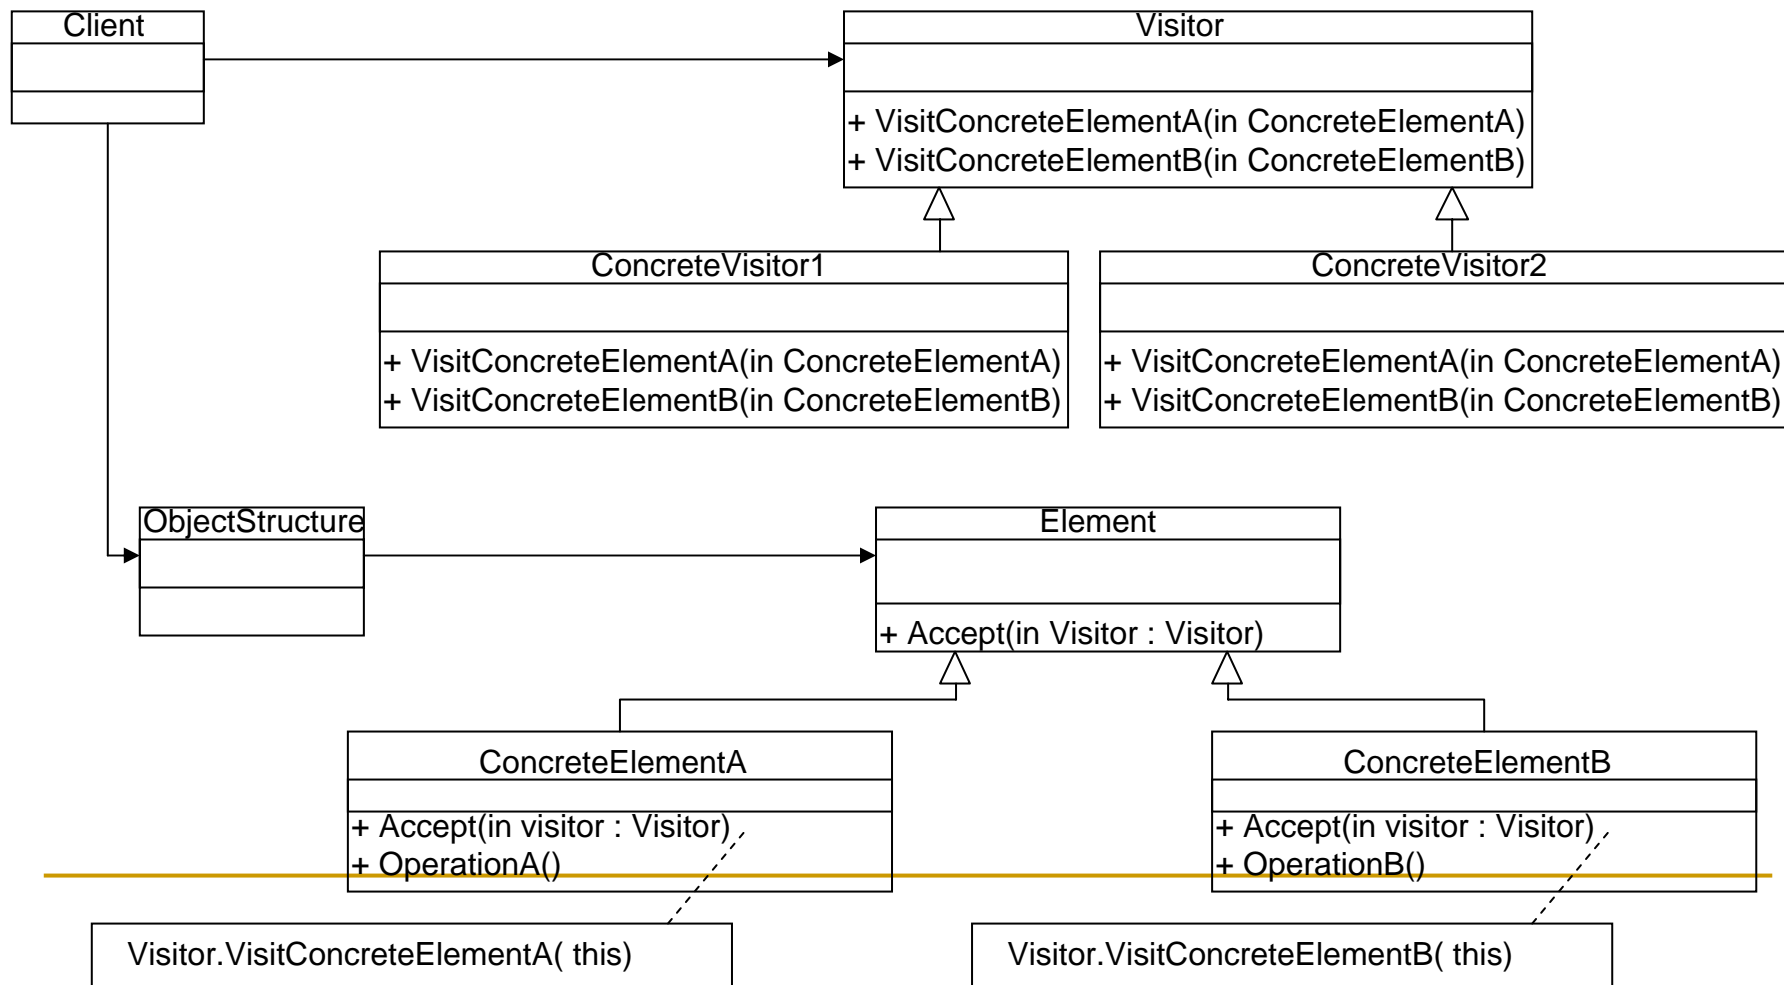 Client
Visitor
+ VisitConcreteElementA(in ConcreteElementA)
+ VisitConcreteElementB(in ConcreteElementB)
ConcreteVisitor1
+ VisitConcreteElementA(in ConcreteElementA)
+ VisitConcreteElementB(in ConcreteElementB)
ConcreteVisitor2
+ VisitConcreteElementA(in ConcreteElementA)
+ VisitConcreteElementB(in ConcreteElementB)
ObjectStructure
Element
+ Accept(in Visitor : Visitor)
ConcreteElementA
+ Accept(in visitor : Visitor)
+ OperationA()
ConcreteElementB
+ Accept(in visitor : Visitor)
+ OperationB()
Visitor.VisitConcreteElementA( this)
Visitor.VisitConcreteElementB( this)